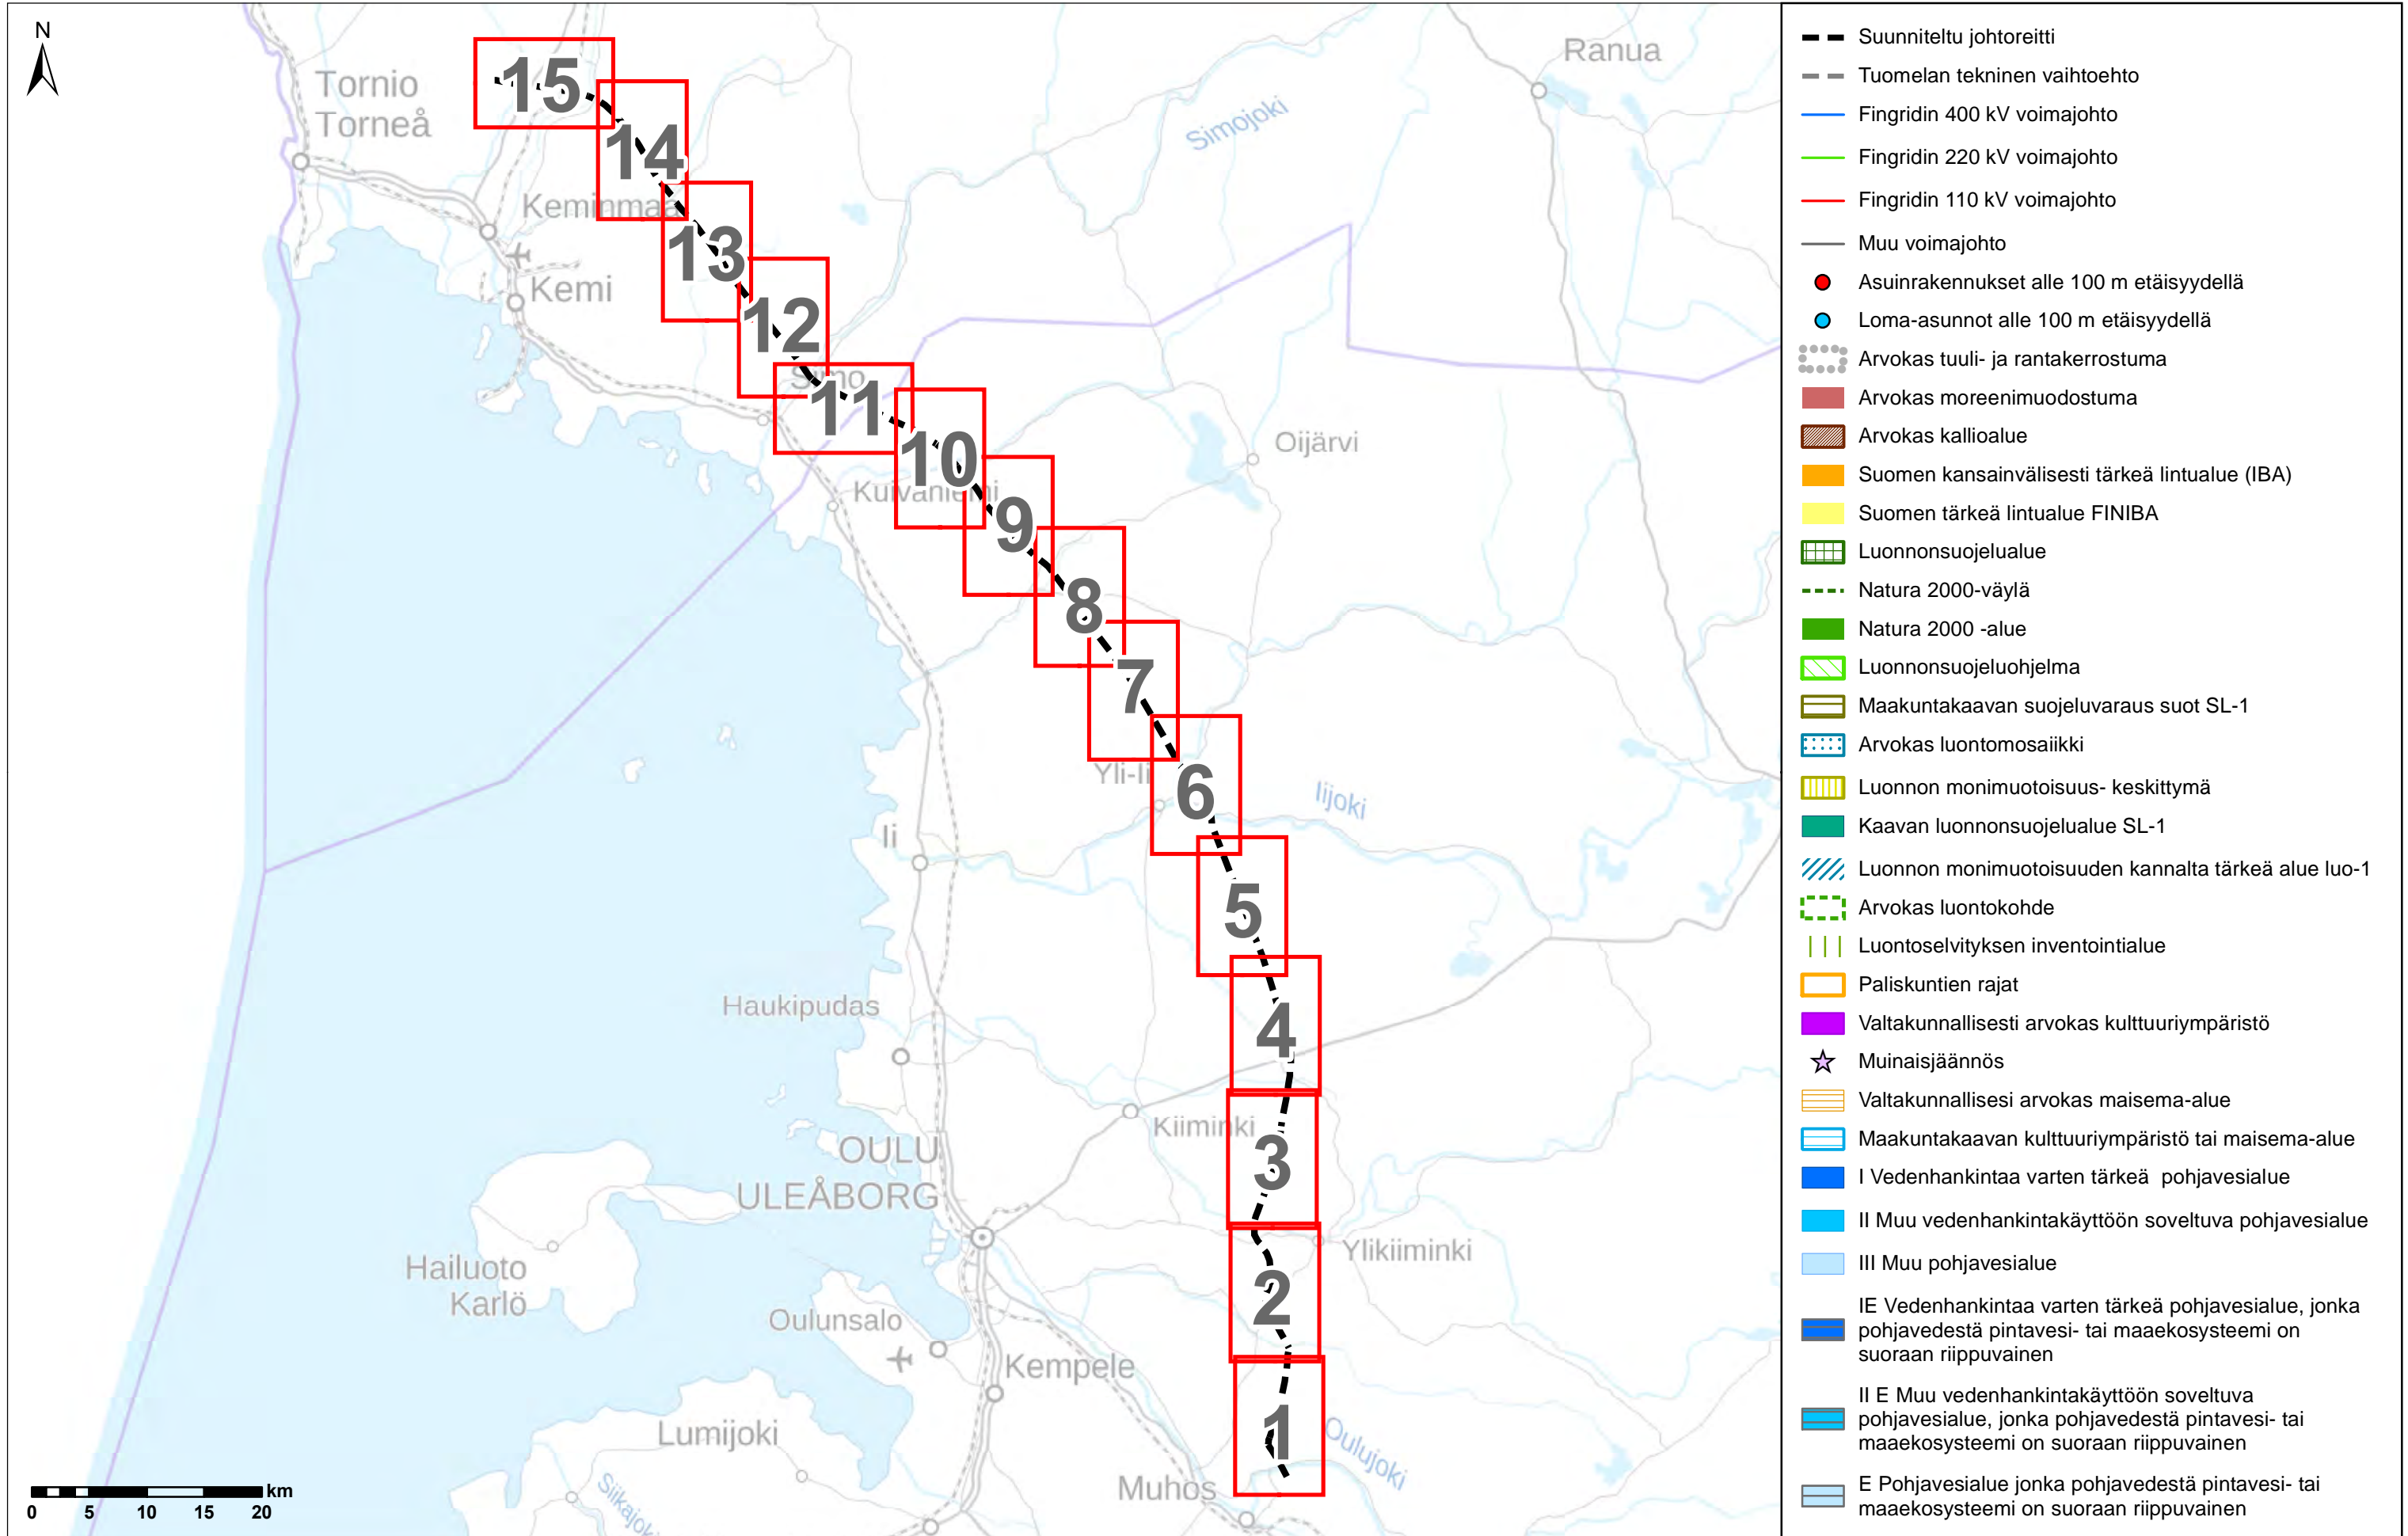 N
Tornio
Torneå
Ranua
Simojoki
15
14
Keminmaa
13
Kemi
12
Simo
11
Oijärvi
10
Kuivaniemi
9
8
7
Yli-Ii
6
Iijoki
Ii
5
Haukipudas
4
Kiiminki
OULU
ULEÅBORG
3
Ylikiiminki
Hailuoto
Karlö
2
Oulunsalo
Kempele
Lumijoki
1
Oulujoki
Muhos
Siikajoki
km
0 5 10 15 20
Suunniteltu johtoreitti
Tuomelan tekninen vaihtoehto
Fingridin 400 kV voimajohto
Fingridin 220 kV voimajohto
Fingridin 110 kV voimajohto
Muu voimajohto
Asuinrakennukset alle 100 m etäisyydellä
Loma-asunnot alle 100 m etäisyydellä
Arvokas tuuli- ja rantakerrostuma
Arvokas moreenimuodostuma
Arvokas kallioalue
Suomen kansainvälisesti tärkeä lintualue (IBA)
Suomen tärkeä lintualue FINIBA
Luonnonsuojelualue
Natura 2000-väylä
Natura 2000 -alue
Luonnonsuojeluohjelma
Maakuntakaavan suojeluvaraus suot SL-1
Arvokas luontomosaiikki
Luonnon monimuotoisuus- keskittymä
Kaavan luonnonsuojelualue SL-1
Luonnon monimuotoisuuden kannalta tärkeä alue luo-1
Arvokas luontokohde
Luontoselvityksen inventointialue
Paliskuntien rajat
Valtakunnallisesti arvokas kulttuuriympäristö
Muinaisjäännös
Valtakunnallisesi arvokas maisema-alue
Maakuntakaavan kulttuuriympäristö tai maisema-alue
I Vedenhankintaa varten tärkeä pohjavesialue
II Muu vedenhankintakäyttöön soveltuva pohjavesialue
III Muu pohjavesialue
IE Vedenhankintaa varten tärkeä pohjavesialue, jonka
pohjavedestä pintavesi- tai maaekosysteemi on
suoraan riippuvainen
II E Muu vedenhankintakäyttöön soveltuva
pohjavesialue, jonka pohjavedestä pintavesi- tai
maaekosysteemi on suoraan riippuvainen
E Pohjavesialue jonka pohjavedestä pintavesi- tai
maaekosysteemi on suoraan riippuvainen